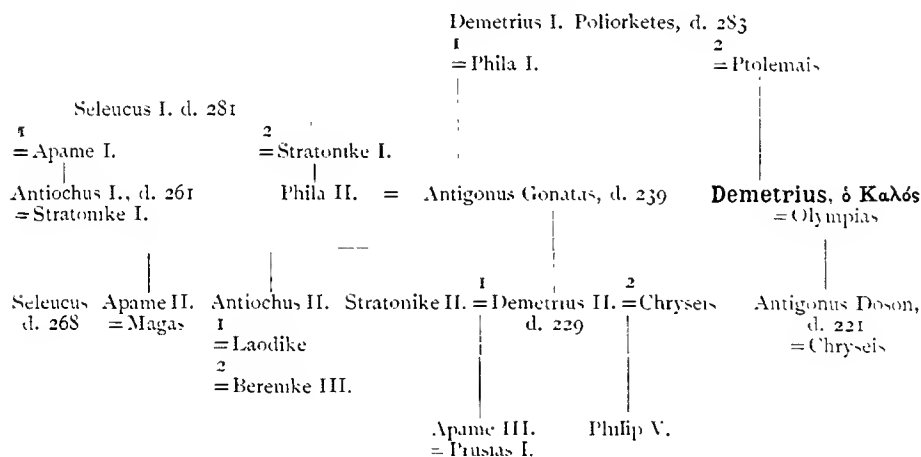 Demetrius I. Poliorketes, d. 283
1 2
=Phila I. =Ptolemais
Seleucus I. d. 281
1 2
=Apame I. =Stratonike I.
Antiochus I., d. 261 Phila II. = Antigonus Gonatas, d. 239 Demetrius, ὁ Καλός
=Stratonike I. =Olympias
1 2
Seleucus Apame II. Antiochus II. Stratonike II. =Demetrius II. =Chryseis Antigonus Doson,
d. 268 =Magas d. 229 d. 221
1 =Chryseis
=Laodike
2
=Berenike III.
Apame III. Philip V.
=Prusias I.